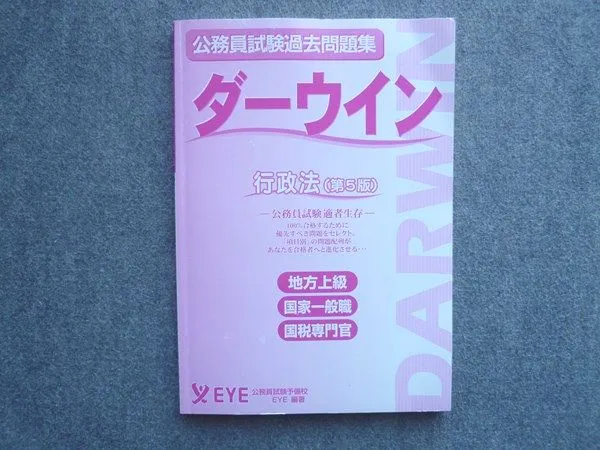 公務員試験過去問題集
ダーウィン
行政法(第5版)
―公務員試験適者生存―
100%合格するために
優先すべき問題をセレクト。
「項目別」の問題配列が
あなたを合格者へと進化させる…
地方上級
国家一般職
国税専門官
EYE 公務員試験予備校
EYE 編著
DARWIN